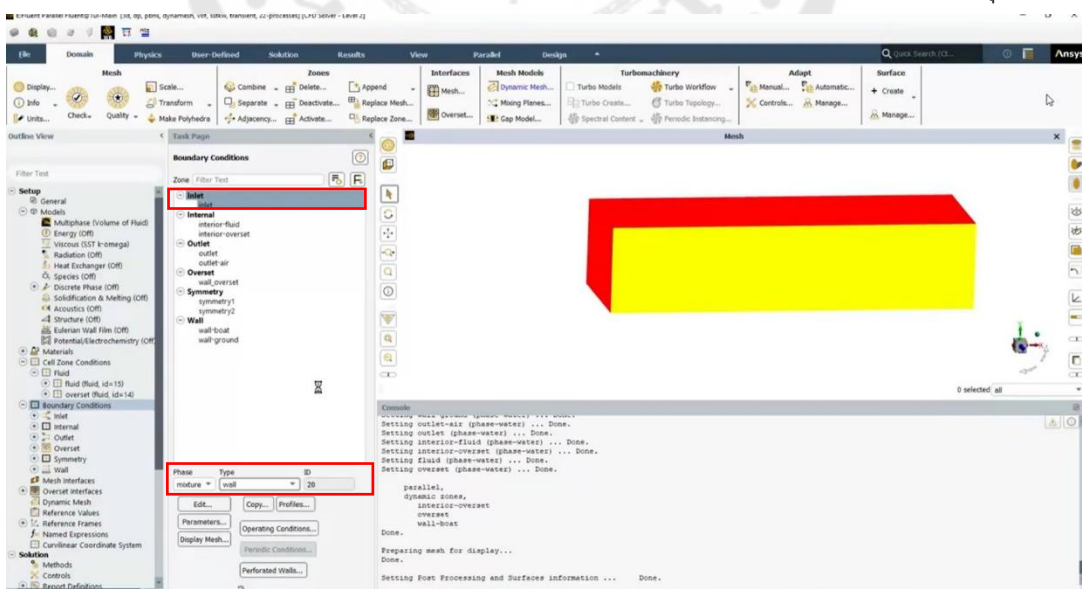 File Domain Physics User-Defined Solution Results View Parallel Design Quick Search (Ct... Ansys
Mesh Zones Interfaces Mesh Models Turbomachinery Adapt Surface
Display... Scale... Combine Delete... Append Mesh... Dynamic Mesh... Turbo Models Turbo Workflow Manual... Automatic... + Create
Info Transform Separate Deactivate... Replace Mesh... Mixing Planes... Turbo Create... Turbo Topology... Controls... Manage...
Units... Check Quality Make Polyhedra Adjacency... Activate... Replace Zone... Overset... Gap Model... Spectral Content Periodic Instancing... Manage...
Outline View
Filter Text
Setup
General
Models
Multiphase (Volume of Fluid)
Energy (Off)
Viscous (SST k-omega)
Radiation (Off)
Heat Exchanger (Off)
Species (Off)
Discrete Phase (Off)
Solidification & Melting (Off)
Acoustics (Off)
Structure (Off)
Eulerian Wall Film (Off)
Potential/Electrochemistry (Off
Materials
Cell Zone Conditions
Fluid
fluid (fluid, id=15)
overset (fluid, id=14)
Boundary Conditions
Inlet
Internal
Outlet
Overset
Symmetry
Wall
Mesh Interfaces
Overset Interfaces
Dynamic Mesh
Reference Values
Reference Frames
Named Expressions
Curvilinear Coordinate System
Solution
Methods
Controls
Report Definitions
Task Page
Boundary Conditions
Zone Filter Text
Inlet
inlet
Internal
interior-fluid
interior-overset
Outlet
outlet
outlet-air
Overset
wall_overset
Symmetry
symmetry1
symmetry2
Wall
wall-boat
wall-ground
Phase Type ID
mixture wall 20
Edit... Copy... Profiles...
Parameters... Operating Conditions...
Display Mesh...
Periodic Conditions...
Perforated Walls...
Mesh
0 selected all
Console
Setting outlet-air (phase-water) ... Done.
Setting outlet (phase-water) ... Done.
Setting interior-fluid (phase-water) ... Done.
Setting interior-overset (phase-water) ... Done.
Setting fluid (phase-water) ... Done.
Setting overset (phase-water) ... Done.
parallel,
dynamic zones,
interior-overset
overset
wall-boat
Done.
Preparing mesh for display...
Done.
Setting Post Processing and Surfaces information ... Done.